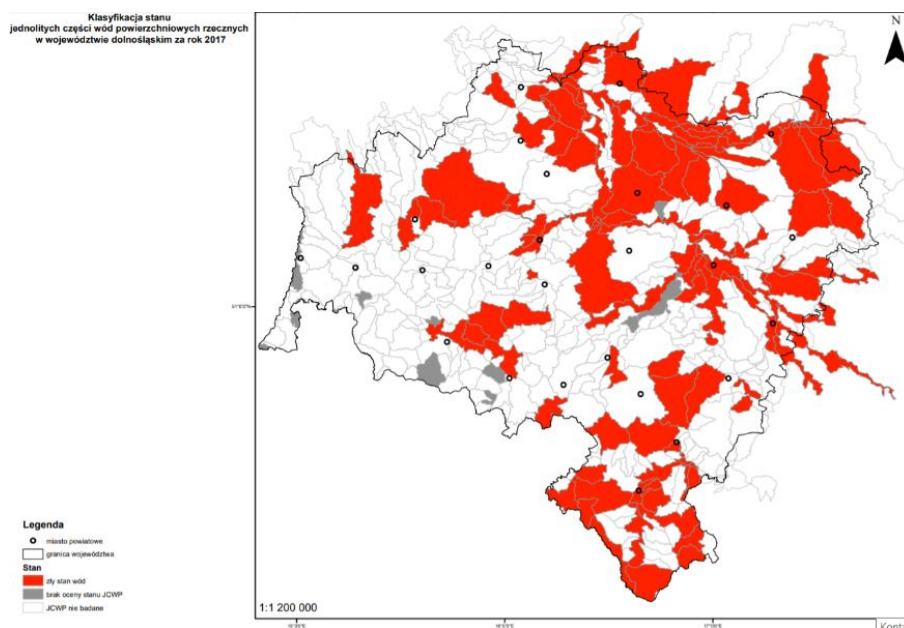 Klasyfikacja stanu
jednolitych części wód powierzchniowych rzecznych
w województwie dolnośląskim za rok 2017
N
Legenda
miasto powiatowe
granica województwa
Stan
zły stan wód
brak oceny stanu JCWP
JCWP nie badane
1:1 200 000